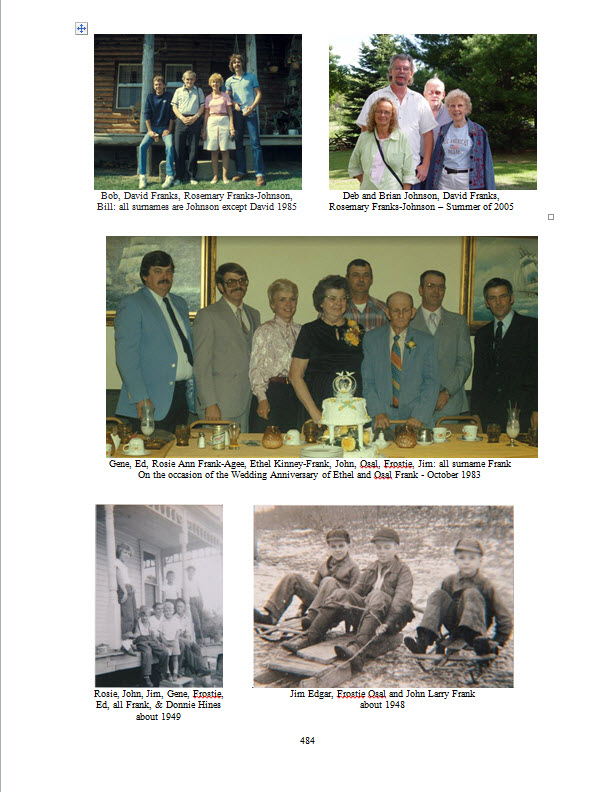 Bob, David Franks, Rosemary Franks-Johnson,
Bill: all surnames are Johnson except David 1985
Deb and Brian Johnson, David Franks,
Rosemary Franks-Johnson – Summer of 2005
Gene, Ed, Rosie Ann Frank-Agee, Ethel Kinney-Frank, John, Osal, Frostie, Jim: all surname Frank
On the occasion of the Wedding Anniversary of Ethel and Osal Frank - October 1983
Rosie, John, Jim, Gene, Frostie,
Ed, all Frank, & Donnie Hines
about 1949
Jim Edgar, Frostie Osal and John Larry Frank
about 1948
484